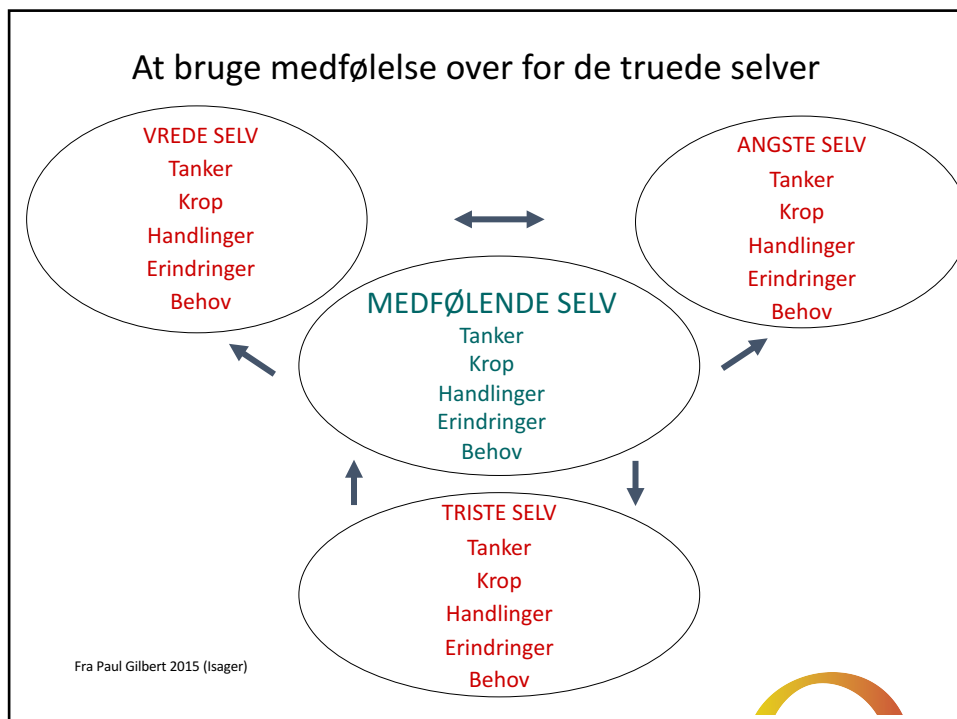 At bruge medfølelse over for de truede selver
VREDE SELV
Tanker
Krop
Handlinger
Erindringer
Behov
ANGSTE SELV
Tanker
Krop
Handlinger
Erindringer
Behov
MEDFØLENDE SELV
Tanker
Krop
Handlinger
Erindringer
Behov
TRISTE SELV
Tanker
Krop
Handlinger
Erindringer
Behov
Fra Paul Gilbert 2015 (Isager)